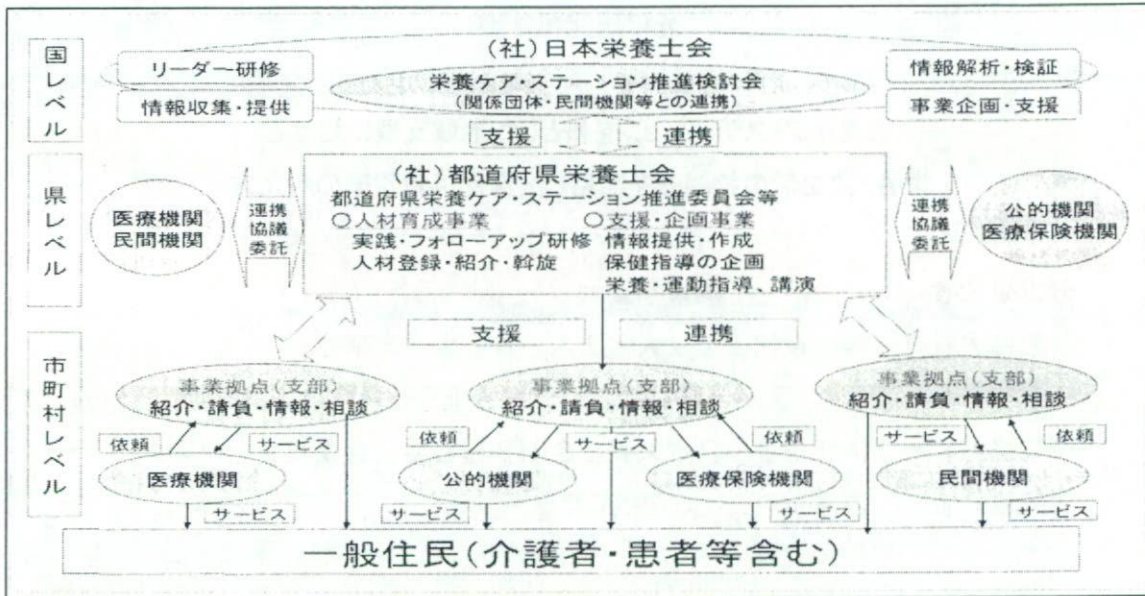 国レベル
(社)日本栄養士会
リーダー研修
情報収集・提供
栄養ケア・ステーション推進検討会
(関係団体・民間機関等との連携)
情報解析・検証
事業企画・支援
支援
連携
県レベル
医療機関
民間機関
連携
協議
委託
(社)都道府県栄養士会
都道府県栄養ケア・ステーション推進委員会等
○人材育成事業 ○支援・企画事業
実践・フォローアップ研修 情報提供・作成
人材登録・紹介・斡旋 保健指導の企画
栄養・運動指導、講演
連携
協議
委託
公的機関
医療保険機関
支援
連携
市町村レベル
事業拠点(支部)
紹介・請負・情報・相談
事業拠点(支部)
紹介・請負・情報・相談
事業拠点(支部)
紹介・請負・情報・相談
依頼
サービス
依頼
サービス
依頼
サービス
依頼
医療機関
公的機関
医療保険機関
民間機関
サービス
サービス
サービス
サービス
一般住民(介護者・患者等含む)